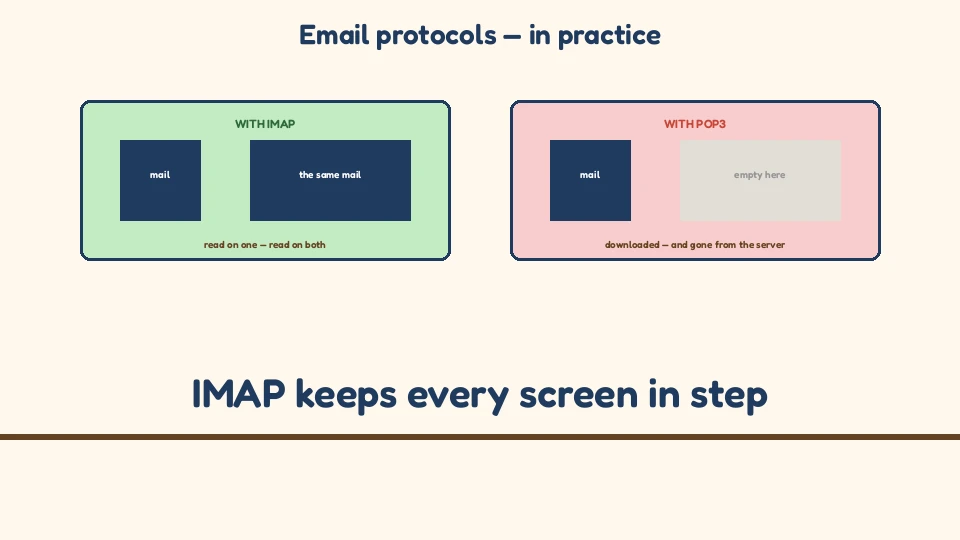 Email protocols — in practice
WITH IMAP
mail
the same mail
read on one — read on both
WITH POP3
mail
empty here
downloaded — and gone from the server
IMAP keeps every screen in step